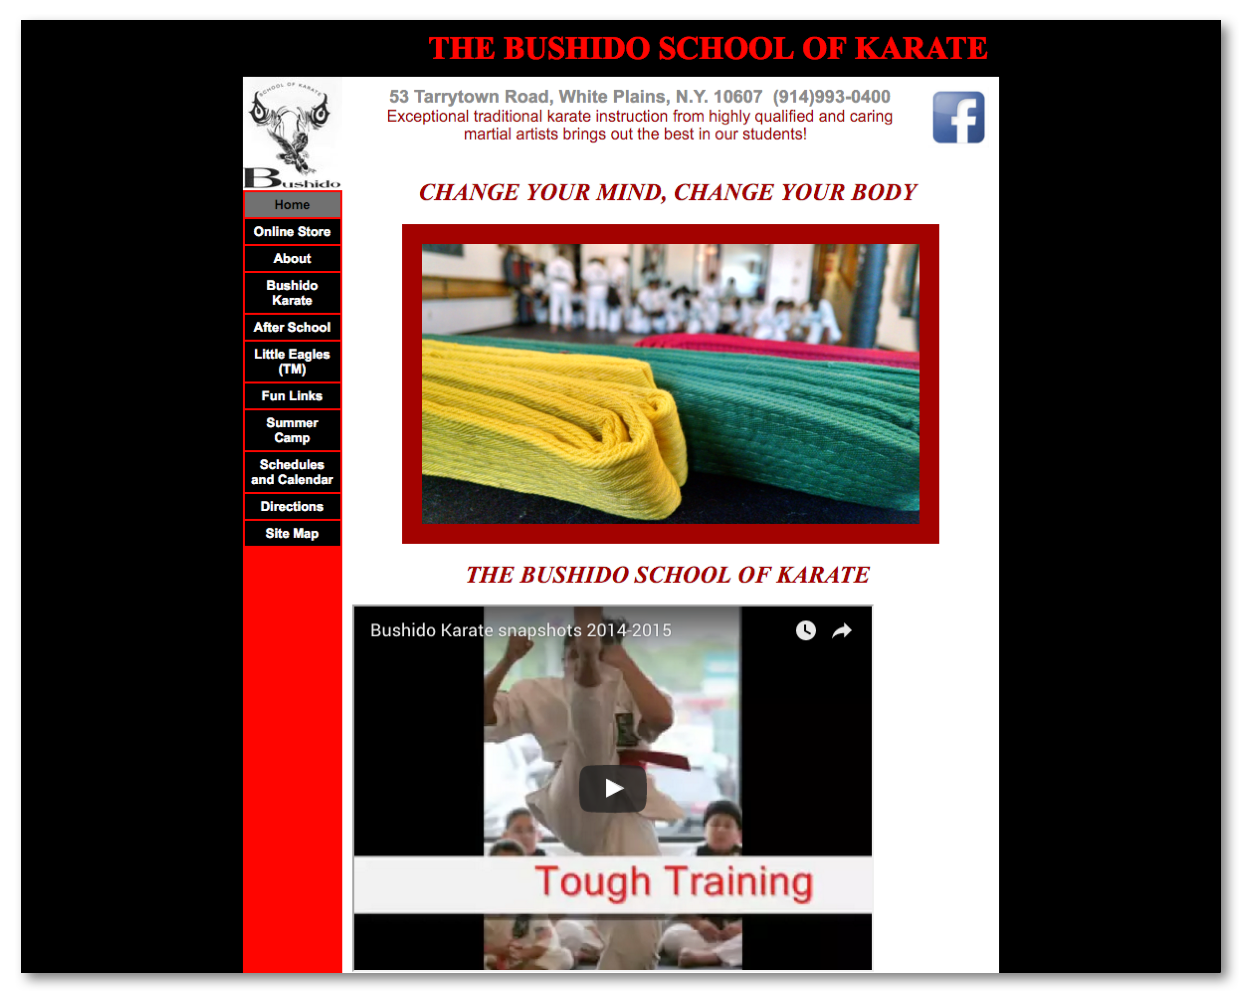 THE BUSHIDO SCHOOL OF KARATE
SCHOOL OF KARATE
Bushido
53 Tarrytown Road, White Plains, N.Y. 10607 (914)993-0400
Exceptional traditional karate instruction from highly qualified and caring
martial artists brings out the best in our students!
f
Home
Online Store
About
Bushido
Karate
After School
Little Eagles
(TM)
Fun Links
Summer
Camp
Schedules
and Calendar
Directions
Site Map
CHANGE YOUR MIND, CHANGE YOUR BODY
THE BUSHIDO SCHOOL OF KARATE
Bushido Karate snapshots 2014-2015
Tough Training